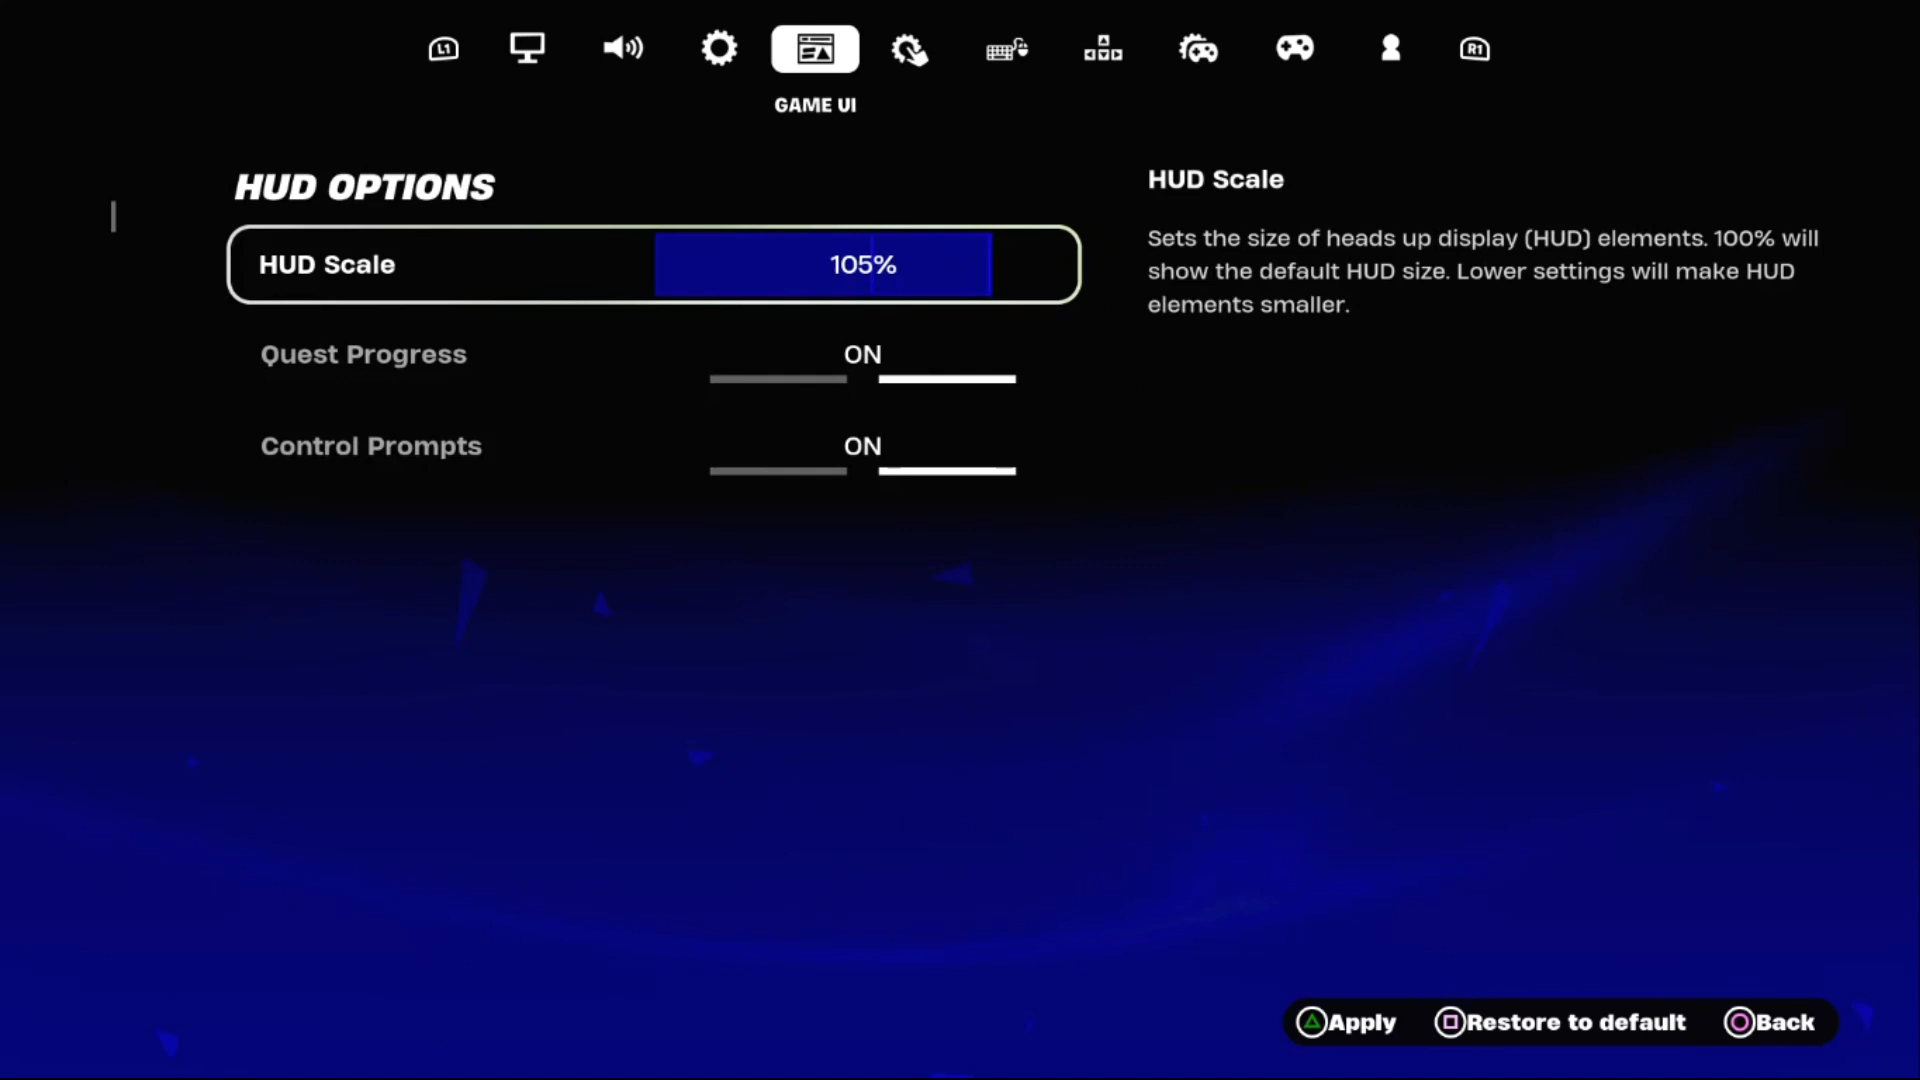 L1
R1
GAME UI
HUD OPTIONS
HUD Scale
105%
Quest Progress
ON
Control Prompts
ON
HUD Scale
Sets the size of heads up display (HUD) elements. 100% will
show the default HUD size. Lower settings will make HUD
elements smaller.
Apply
Restore to default
Back